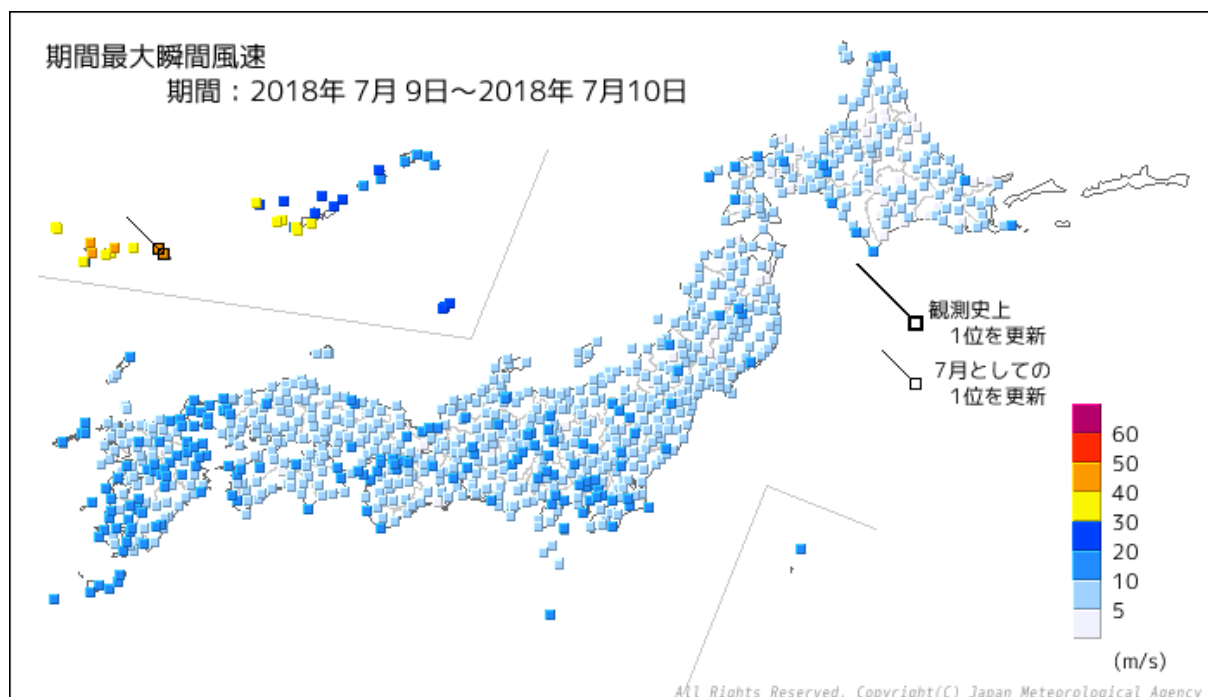 期間最大瞬間風速
期間：2018年 7月 9日～2018年 7月10日
観測史上
1位を更新
7月としての
1位を更新
60
50
40
30
20
10
5
(m/s)
All Rights Reserved. Copyright(C) Japan Meteorological Agency